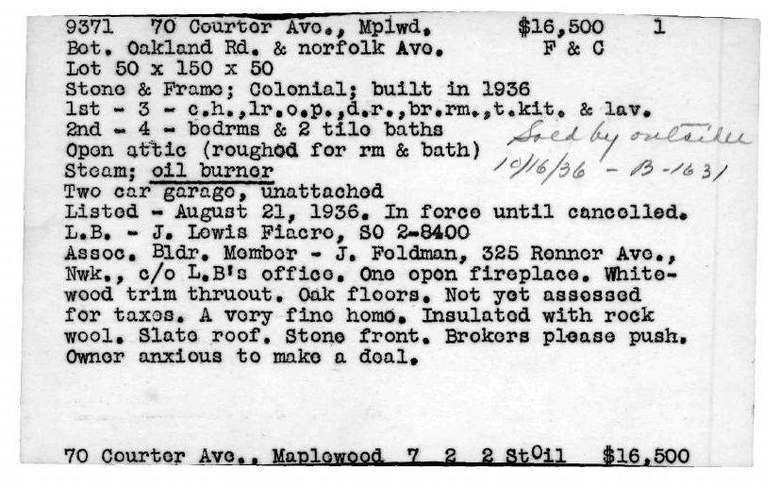 9371 70 Courter Ave., Mplwd. $16,500 1
Bet. Oakland Rd. & norfolk Ave. F & C
Lot 50 x 150 x 50
Stone & Frame; Colonial; built in 1936
1st - 3 - c.h.,lr.o.p.,d.r.,br.rm.,t.kit. & lav.
2nd - 4 - bedrms & 2 tile baths
Sold by outsider
Open attic (roughed for rm & bath)
10/16/36 - B-1631
Steam; oil burner
Two car garage, unattached
Listed - August 21, 1936. In force until cancelled.
L.B. - J. Lewis Fiacre, SO 2-8400
Assoc. Bldr. Member - J. Feldman, 325 Renner Ave.,
Nwk., c/o L.B's office. One open fireplace. White-
wood trim thruout. Oak floors. Not yet assessed
for taxes. A very fine home. Insulated with rock
wool. Slate roof. Stone front. Brokers please push.
Owner anxious to make a deal.
70 Courter Ave., Maplewood 7 2 2 StOil $16,500